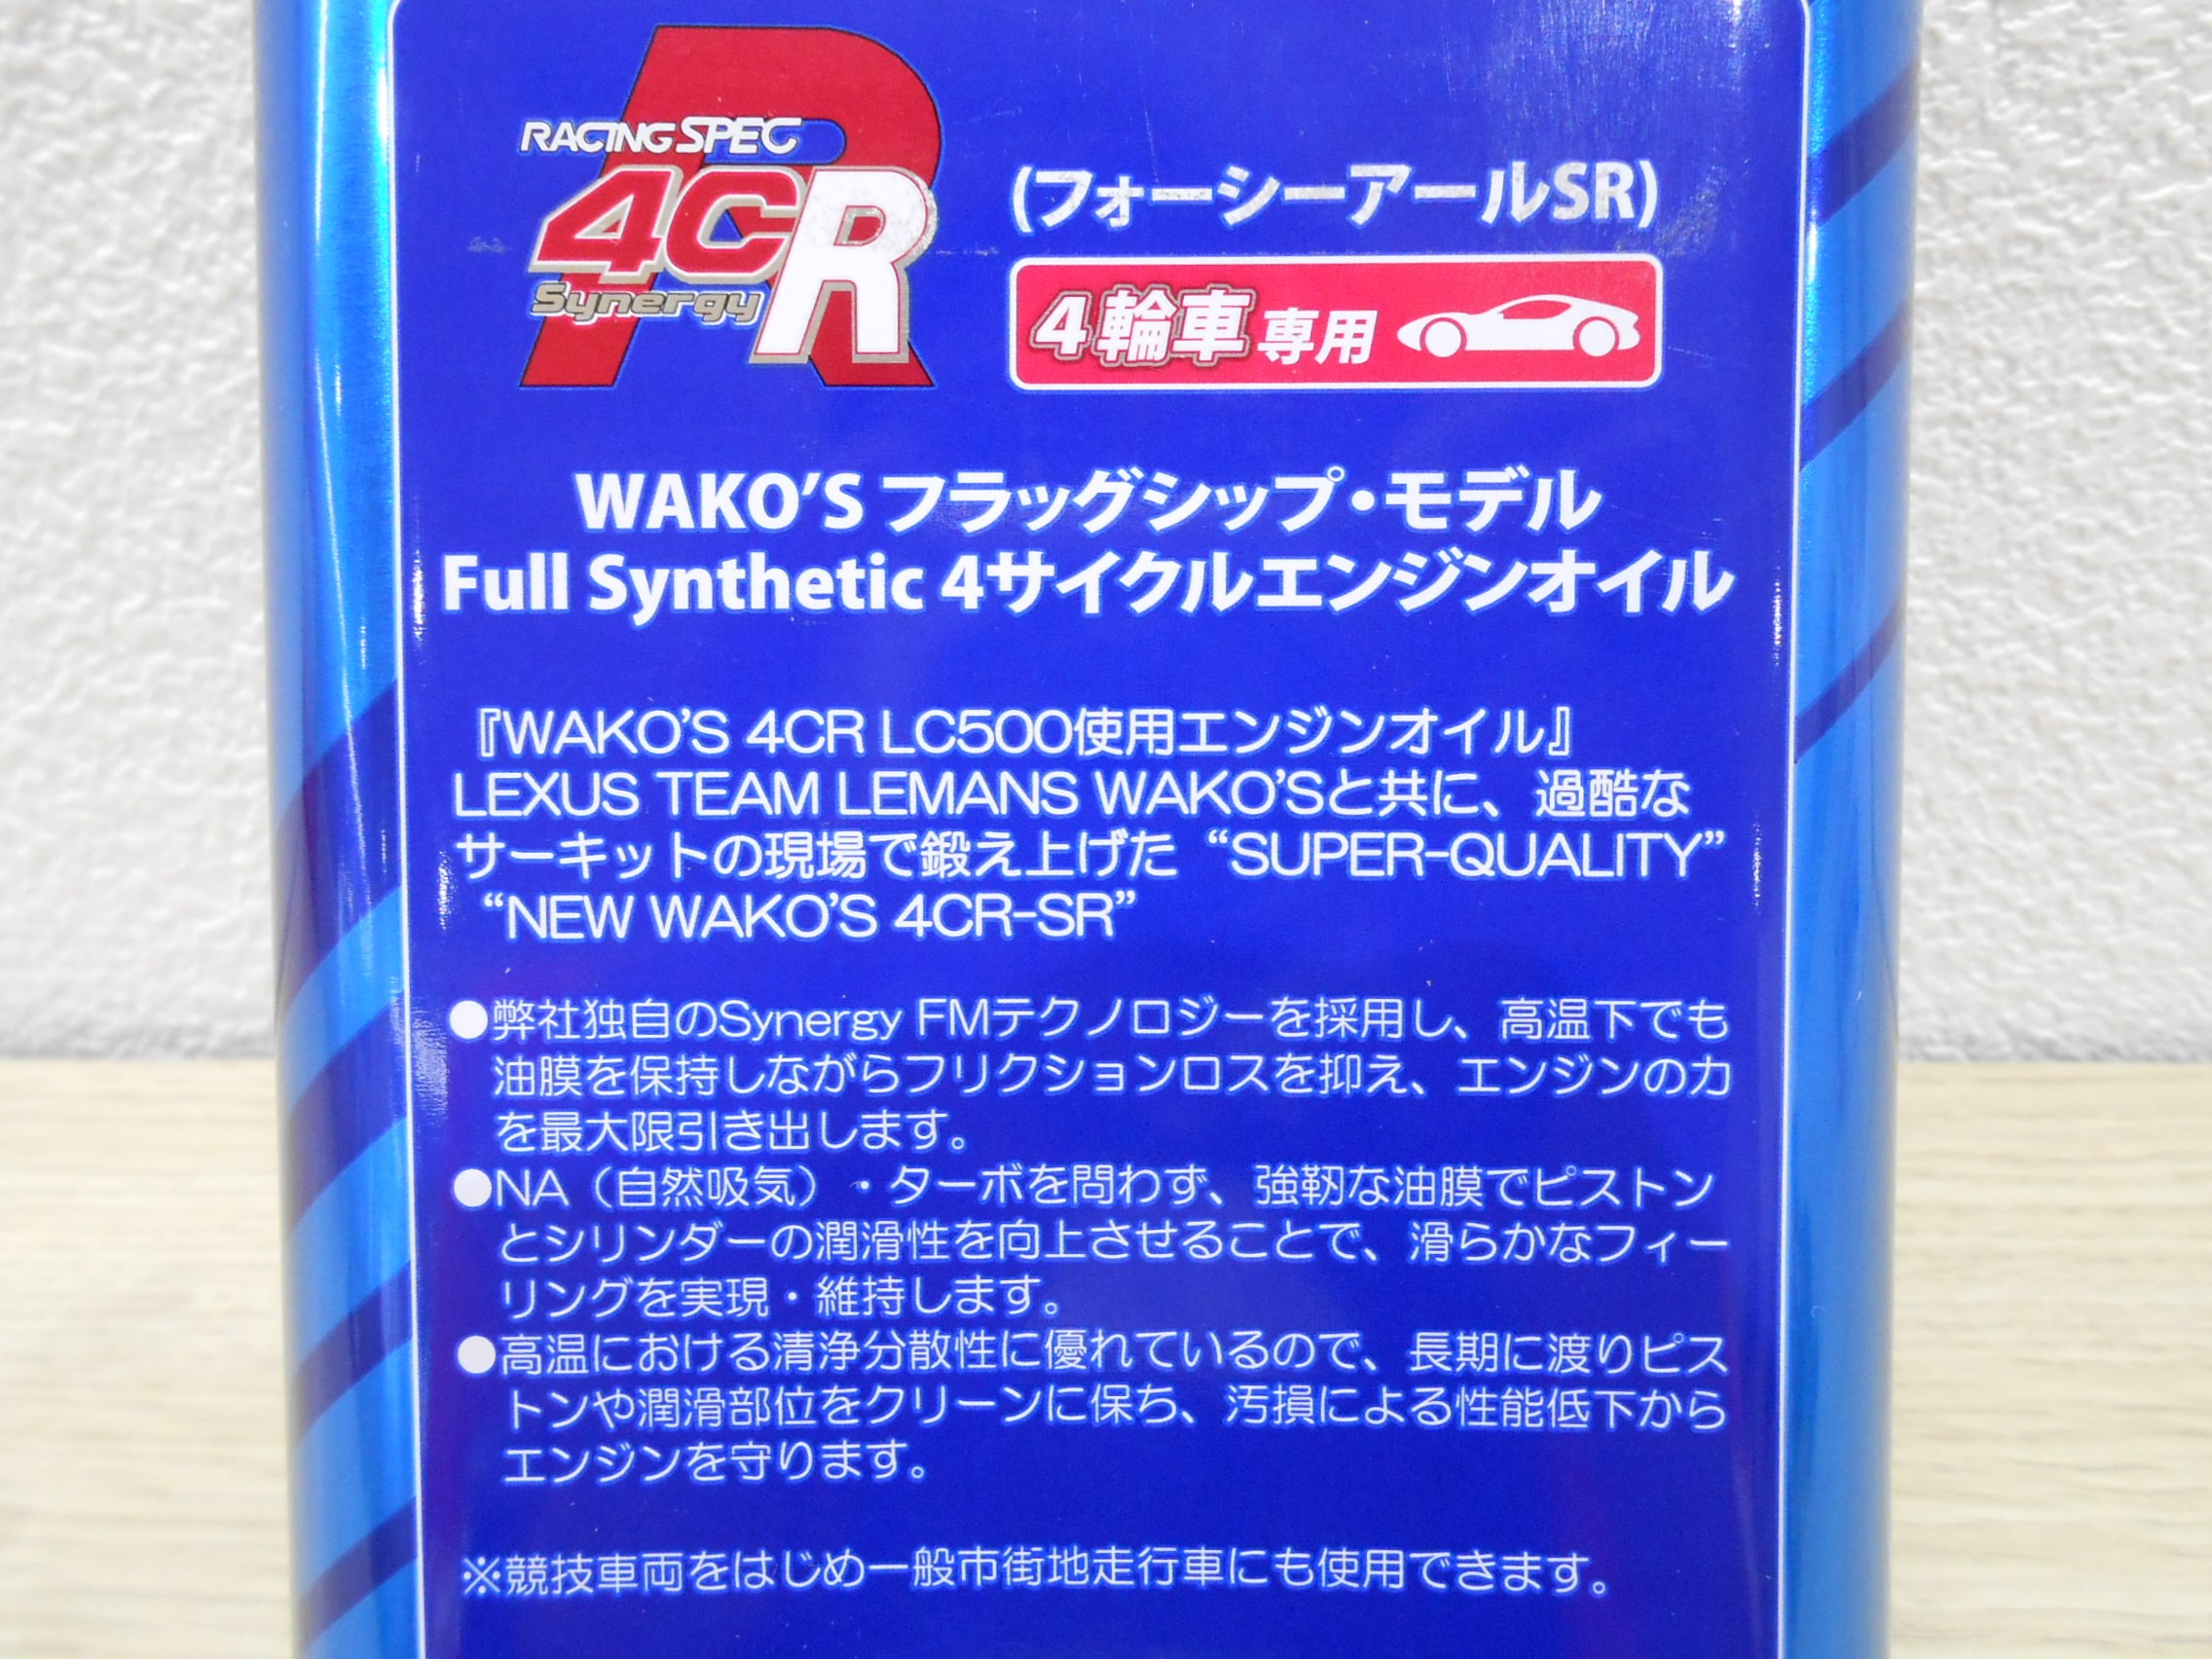 RACING SPEC
4CR
Synergy
(フォーシーアールSR)
4輪車専用
WAKO'S フラッグシップ・モデル
Full Synthetic 4サイクルエンジンオイル
『WAKO'S 4CR LC500使用エンジンオイル』
LEXUS TEAM LEMANS WAKO'Sと共に、過酷な
サーキットの現場で鍛え上げた“SUPER-QUALITY”
“NEW WAKO'S 4CR-SR”
●弊社独自のSynergy FMテクノロジーを採用し、高温下でも
油膜を保持しながらフリクションロスを抑え、エンジンの力
を最大限引き出します。
●NA（自然吸気）・ターボを問わず、強靭な油膜でピストン
とシリンダーの潤滑性を向上させることで、滑らかなフィー
リングを実現・維持します。
●高温における清浄分散性に優れているので、長期に渡りピス
トンや潤滑部位をクリーンに保ち、汚損による性能低下から
エンジンを守ります。
※競技車両をはじめ一般市街地走行車にも使用できます。